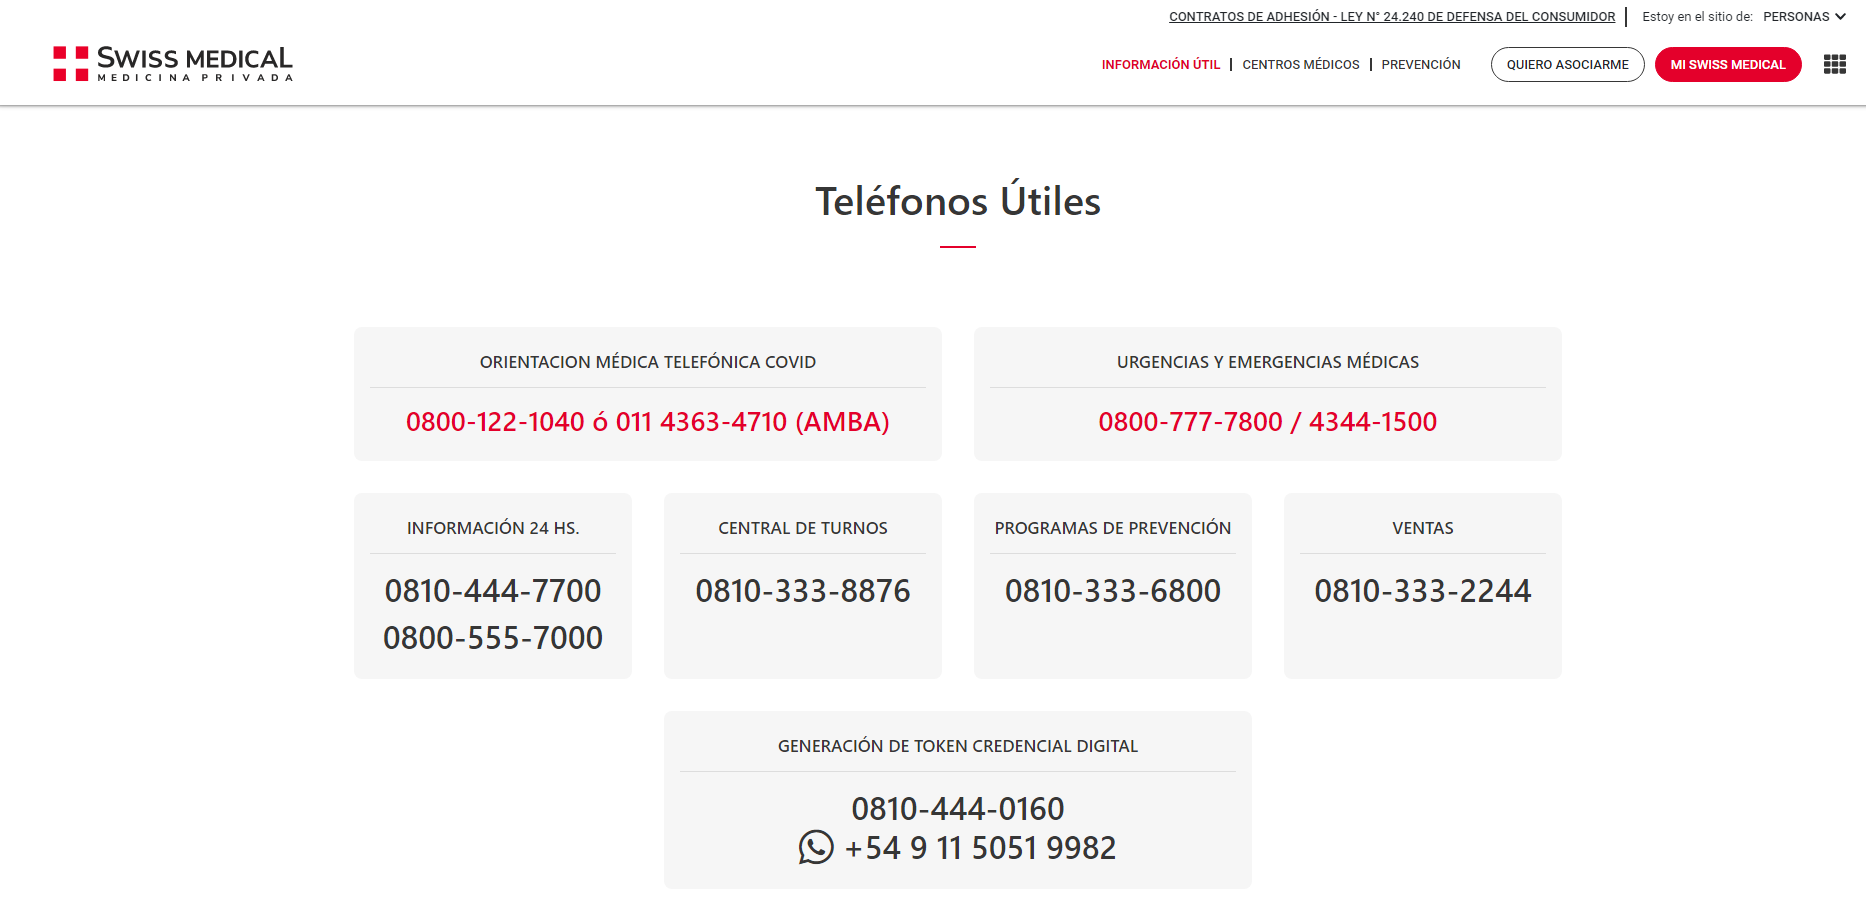 CONTRATOS DE ADHESIÓN - LEY N° 24.240 DE DEFENSA DEL CONSUMIDOR
Estoy en el sitio de: PERSONAS
SWISS MEDICAL
MEDICINA PRIVADA
INFORMACIÓN ÚTIL
CENTROS MÉDICOS
PREVENCIÓN
QUIERO ASOCIARME
MI SWISS MEDICAL
Teléfonos Útiles
ORIENTACION MÉDICA TELEFÓNICA COVID
0800-122-1040 ó 011 4363-4710 (AMBA)
URGENCIAS Y EMERGENCIAS MÉDICAS
0800-777-7800 / 4344-1500
INFORMACIÓN 24 HS.
0810-444-7700
0800-555-7000
CENTRAL DE TURNOS
0810-333-8876
PROGRAMAS DE PREVENCIÓN
0810-333-6800
VENTAS
0810-333-2244
GENERACIÓN DE TOKEN CREDENCIAL DIGITAL
0810-444-0160
+54 9 11 5051 9982